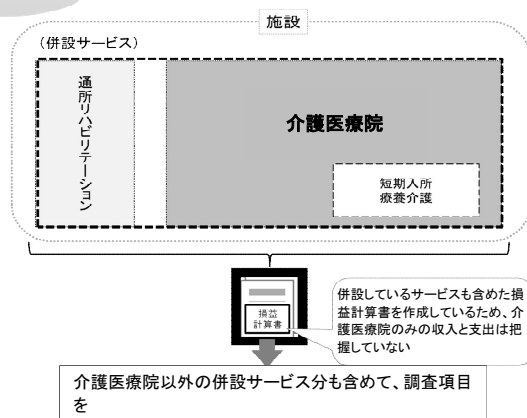 施設
（併設サービス）
通所リハビリテーション
介護医療院
短期入所
療養介護
損益
計算書
併設しているサービスも含めた損
益計算書を作成しているため、介
護医療院のみの収入と支出は把
握していない
介護医療院以外の併設サービス分も含めて、調査項目
を